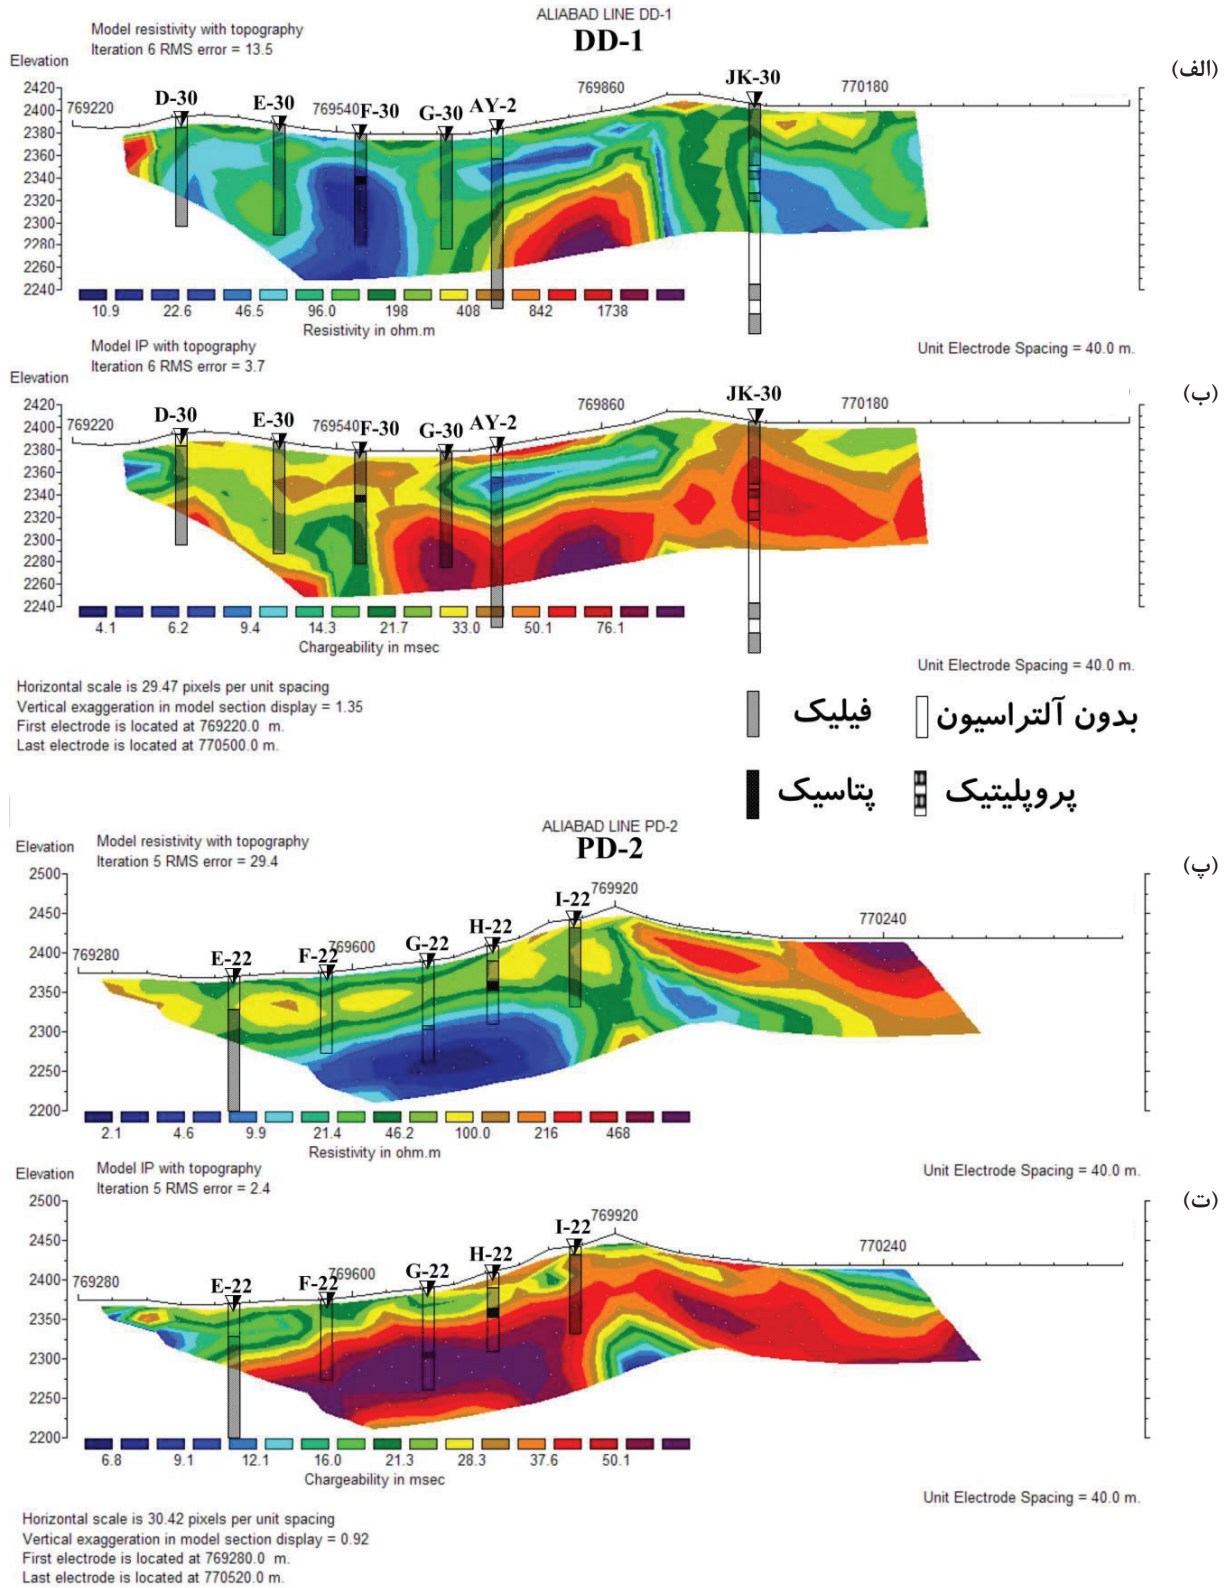 ALIABAD LINE DD-1
DD-1
(الف)
Model resistivity with topography
Iteration 6 RMS error = 13.5
Elevation
2420
2400
2380
2360
2340
2300
2280
2260
2240
769220
D-30
E-30
769540
F-30
G-30
AY-2
769860
JK-30
770180
10.9 22.6 46.5 96.0 198 408 842 1738
Resistivity in ohm.m
Unit Electrode Spacing = 40.0 m.
(ب)
Model IP with topography
Iteration 6 RMS error = 3.7
Elevation
2420
2400
2380
2360
2340
2320
2300
2280
2260
2240
769220
D-30
E-30
769540
F-30
G-30
AY-2
769860
JK-30
770180
4.1 6.2 9.4 14.3 21.7 33.0 50.1 76.1
Chargeability in msec
Unit Electrode Spacing = 40.0 m.
Horizontal scale is 29.47 pixels per unit spacing
Vertical exaggeration in model section display = 1.35
First electrode is located at 769220.0 m.
Last electrode is located at 770500.0 m.
فیلیک
بدون آلتراسیون
پتاسیک
پروپلیتیک
ALIABAD LINE PD-2
PD-2
(پ)
Model resistivity with topography
Iteration 5 RMS error = 29.4
Elevation
2500
2450
2400
2350
2300
2250
2200
769280
E-22
F-22
769600
G-22
H-22
I-22
769920
770240
2.1 4.6 9.9 21.4 46.2 100.0 216 468
Resistivity in ohm.m
Unit Electrode Spacing = 40.0 m.
(ت)
Model IP with topography
Iteration 5 RMS error = 2.4
Elevation
2500
2450
2400
2350
2300
2250
2200
769280
E-22
F-22
769600
G-22
H-22
I-22
769920
770240
6.8 9.1 12.1 16.0 21.3 28.3 37.6 50.1
Chargeability in msec
Unit Electrode Spacing = 40.0 m.
Horizontal scale is 30.42 pixels per unit spacing
Vertical exaggeration in model section display = 0.92
First electrode is located at 769280.0 m.
Last electrode is located at 770520.0 m.